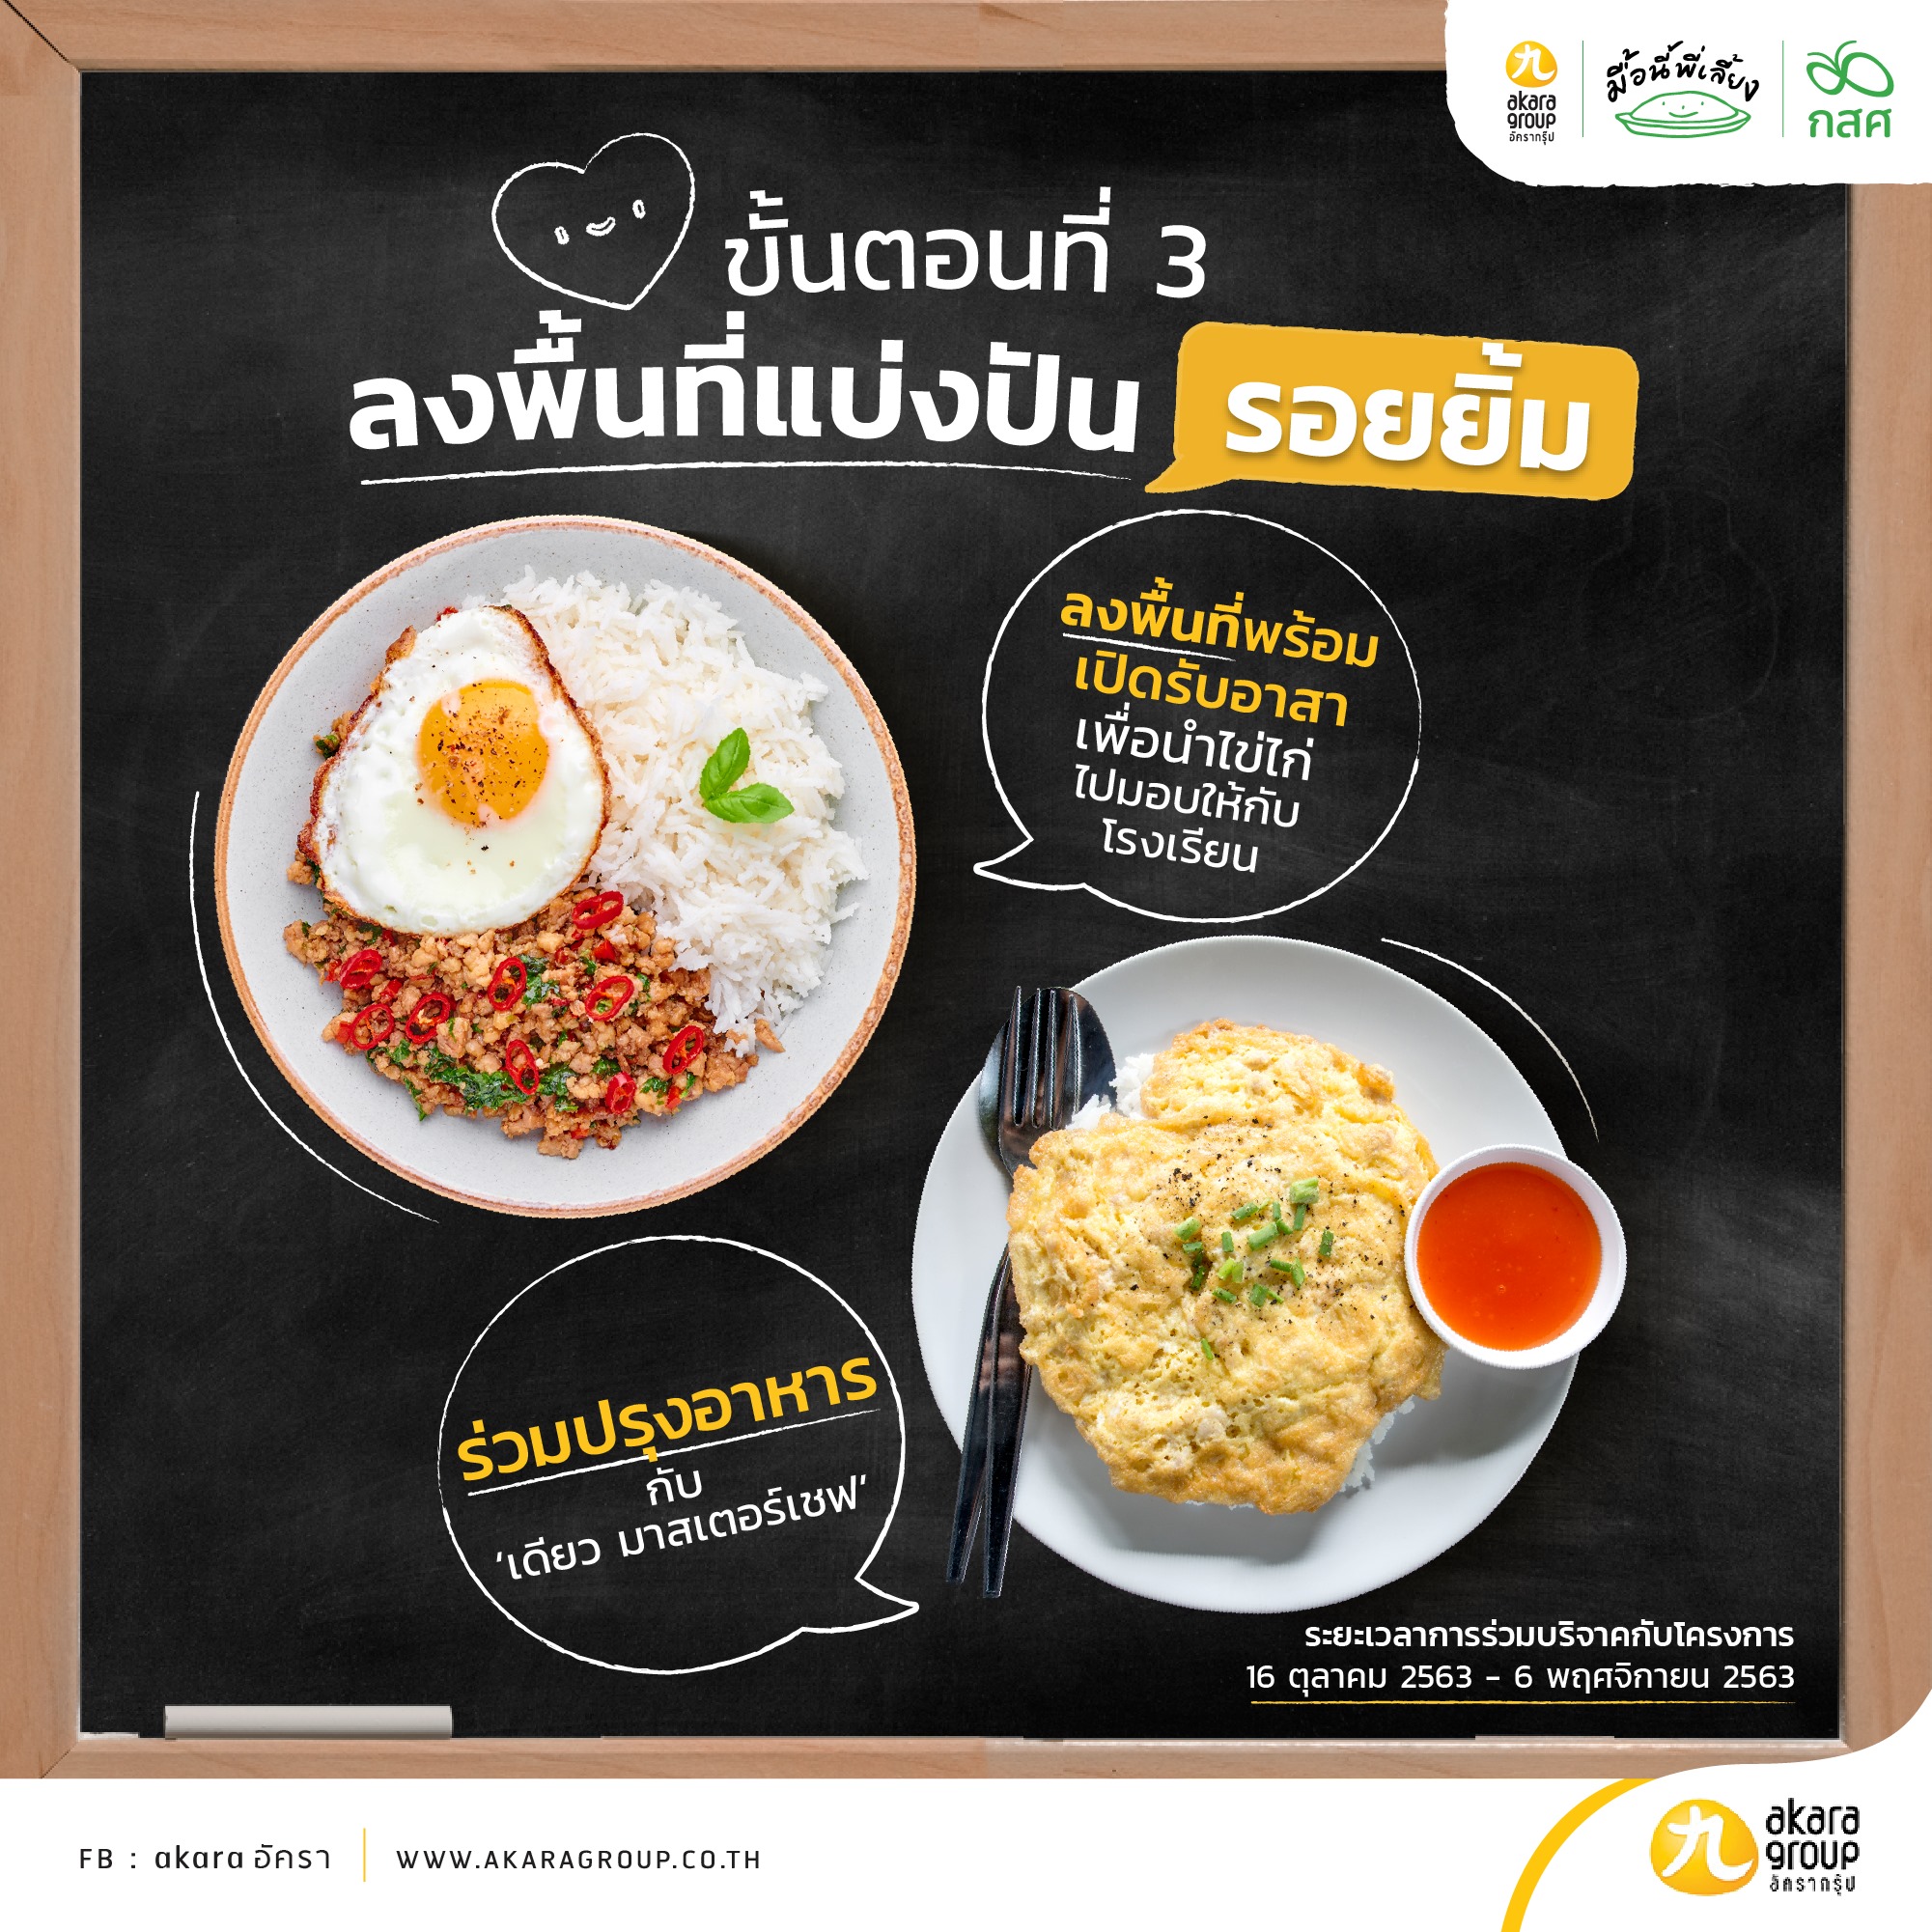 akara
group
อัครากรุ๊ป
มื้อนี้พี่เลี้ยง
กสศ
ขั้นตอนที่ 3
ลงพื้นที่แบ่งปัน รอยยิ้ม
ลงพื้นที่พร้อม
เปิดรับอาสา
เพื่อนำไข่ไก่
ไปมอบให้กับ
โรงเรียน
ร่วมปรุงอาหาร
กับ
‘เดียว มาสเตอร์เชฟ’
ระยะเวลาการร่วมบริจาคกับโครงการ
16 ตุลาคม 2563 - 6 พฤศจิกายน 2563
FB : akara อัครา
WWW.AKARAGROUP.CO.TH
akara
group
อัครากรุ๊ป